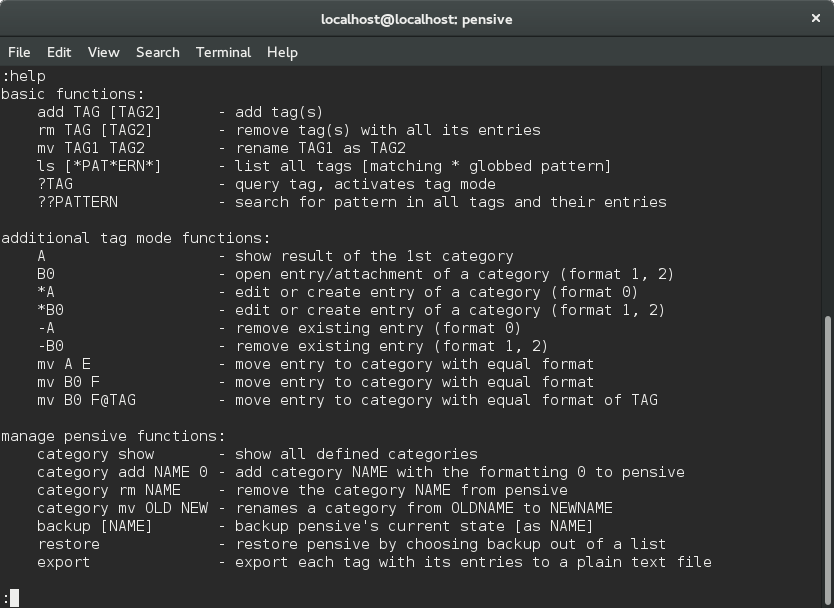 localhost@localhost: pensive
×
File Edit View Search Terminal Help
:help
basic functions:
    add TAG [TAG2]      - add tag(s)
    rm TAG [TAG2]       - remove tag(s) with all its entries
    mv TAG1 TAG2        - rename TAG1 as TAG2
    ls [*PAT*ERN*]      - list all tags [matching * globbed pattern]
    ?TAG                - query tag, activates tag mode
    ??PATTERN           - search for pattern in all tags and their entries

additional tag mode functions:
    A                   - show result of the 1st category
    B0                  - open entry/attachment of a category (format 1, 2)
    *A                  - edit or create entry of a category (format 0)
    *B0                 - edit or create entry of a category (format 1, 2)
    -A                  - remove existing entry (format 0)
    -B0                 - remove existing entry (format 1, 2)
    mv A E              - move entry to category with equal format
    mv B0 F             - move entry to category with equal format
    mv B0 F@TAG         - move entry to category with equal format of TAG

manage pensive functions:
    category show       - show all defined categories
    category add NAME 0 - add category NAME with the formatting 0 to pensive
    category rm NAME    - remove the category NAME from pensive
    category mv OLD NEW - renames a category from OLDNAME to NEWNAME
    backup [NAME]       - backup pensive's current state [as NAME]
    restore             - restore pensive by choosing backup out of a list
    export              - export each tag with its entries to a plain text file

: